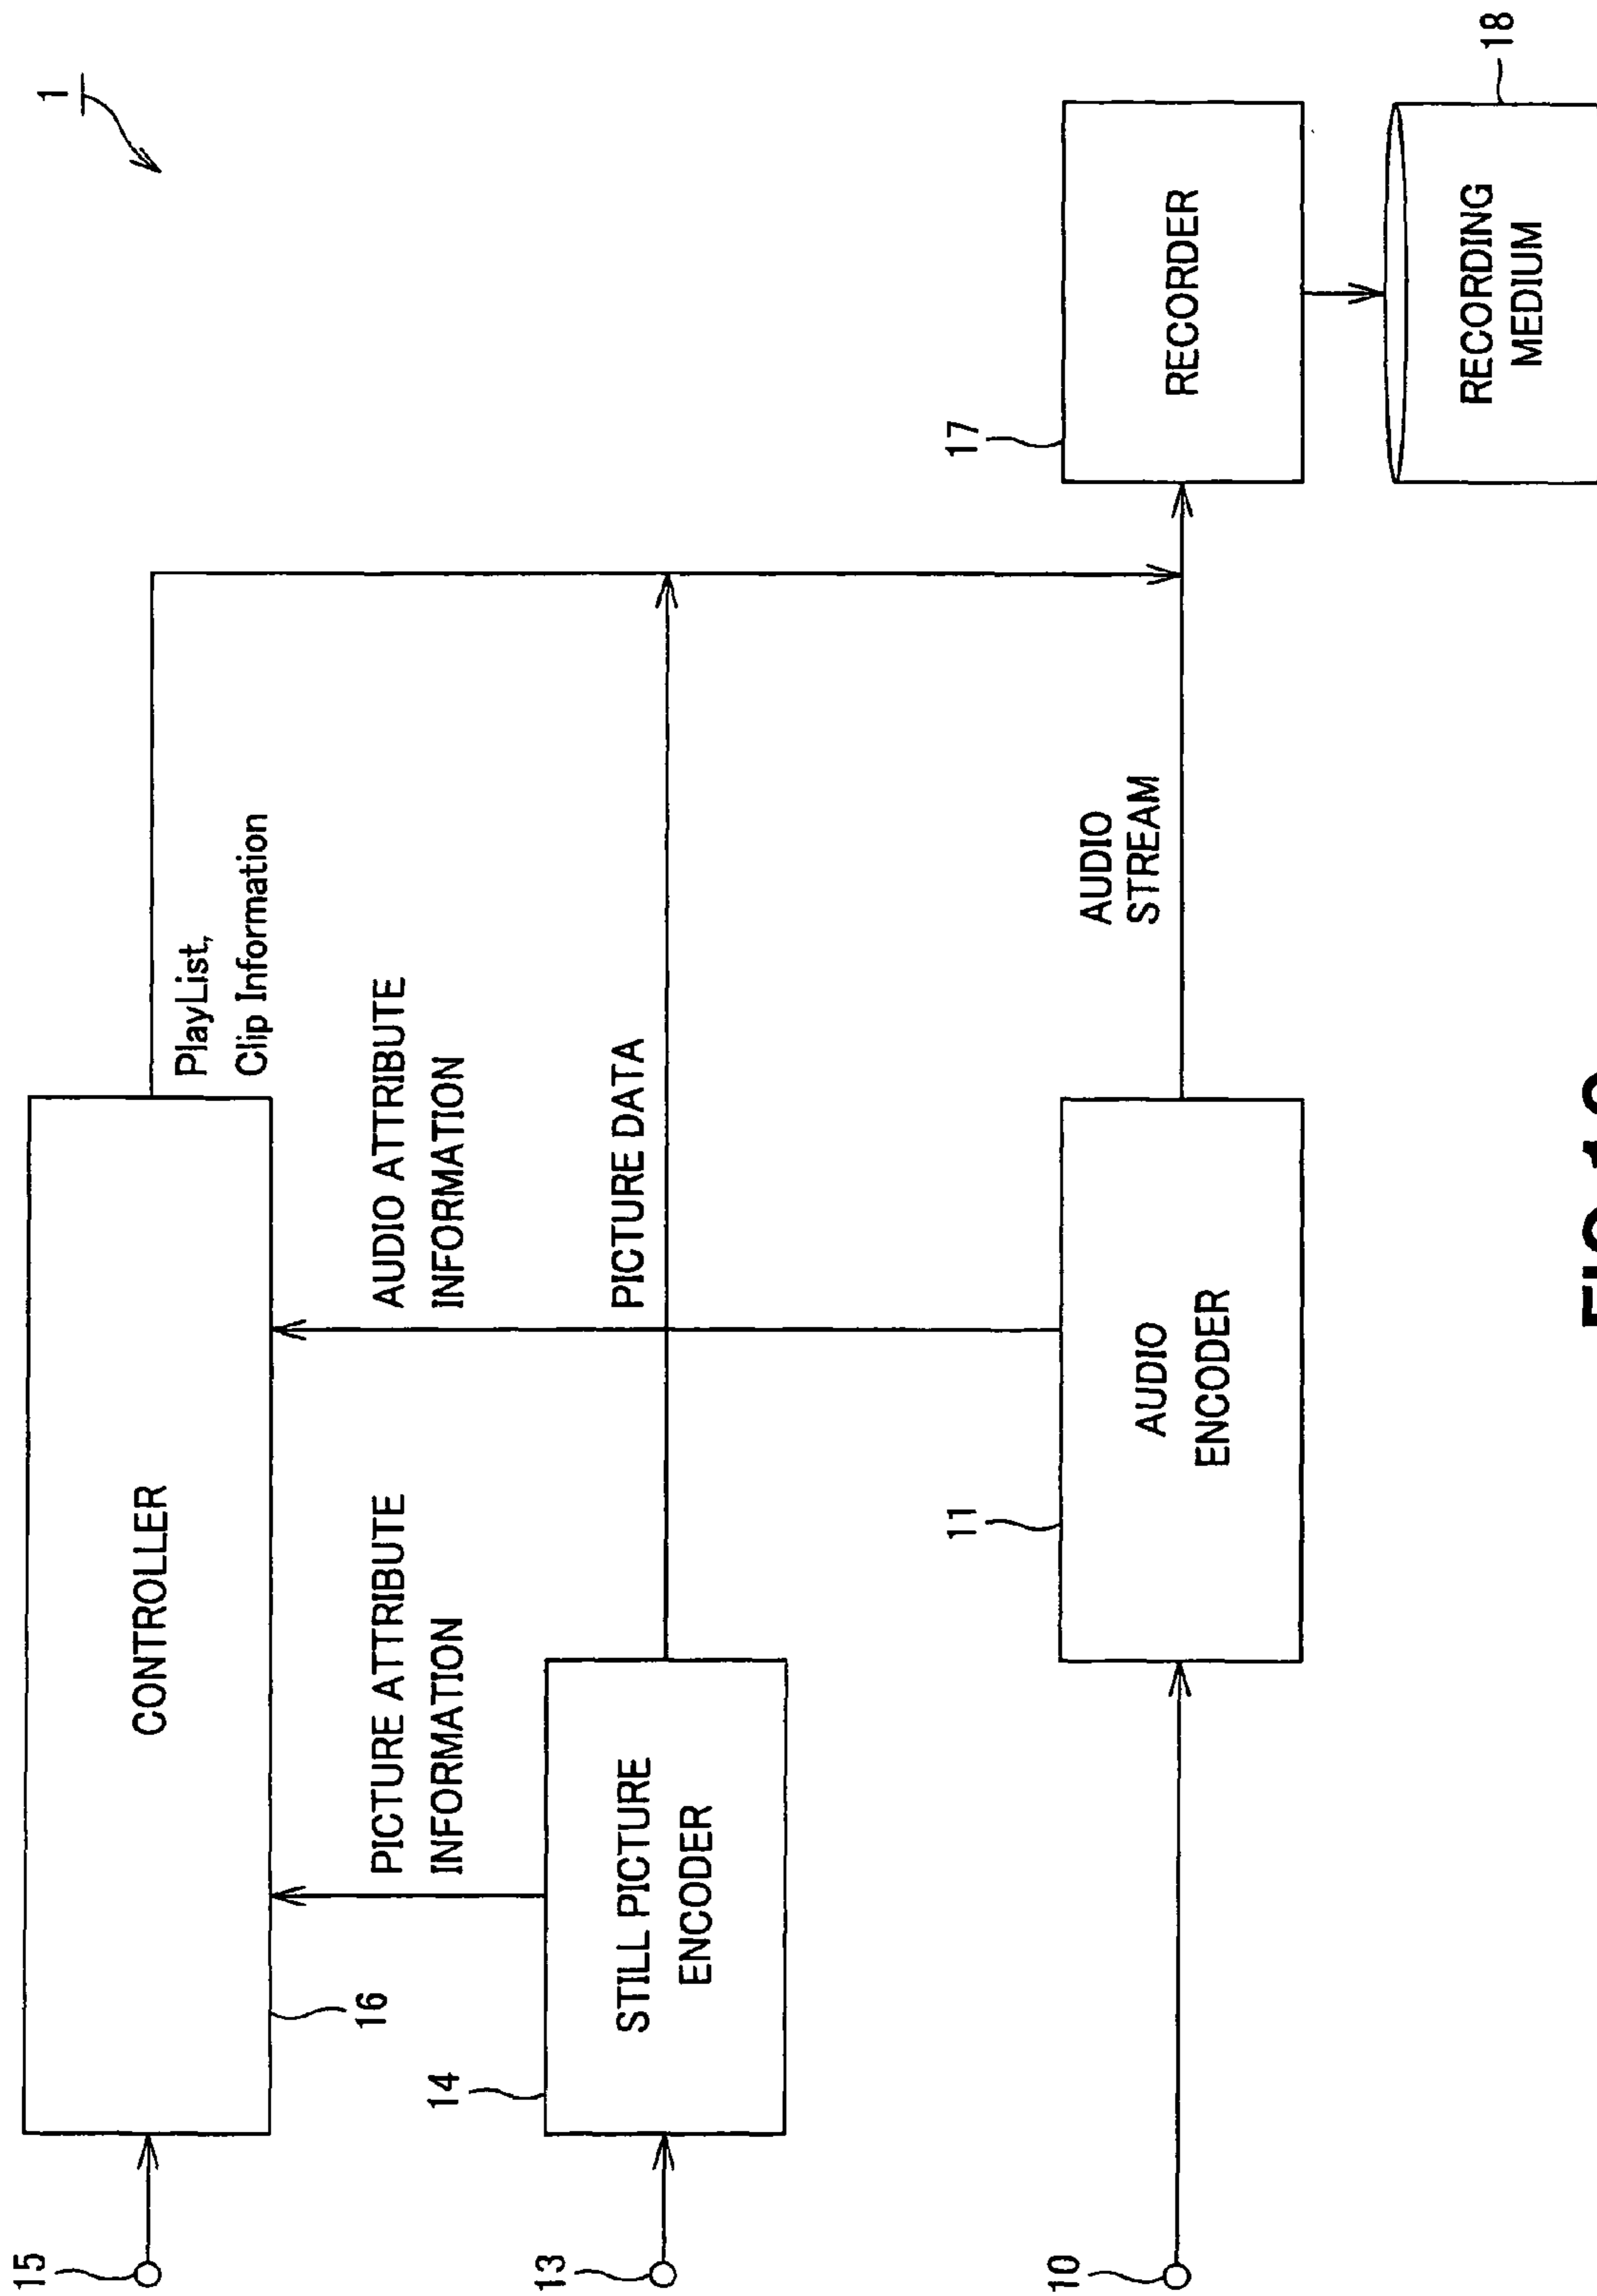 1
15
CONTROLLER
16
PlayList,
Clip Information
PICTURE ATTRIBUTE
INFORMATION
AUDIO ATTRIBUTE
INFORMATION
13
14
STILL PICTURE
ENCODER
PICTURE DATA
10
11
AUDIO
ENCODER
AUDIO
STREAM
17
RECORDER
18
RECORDING
MEDIUM